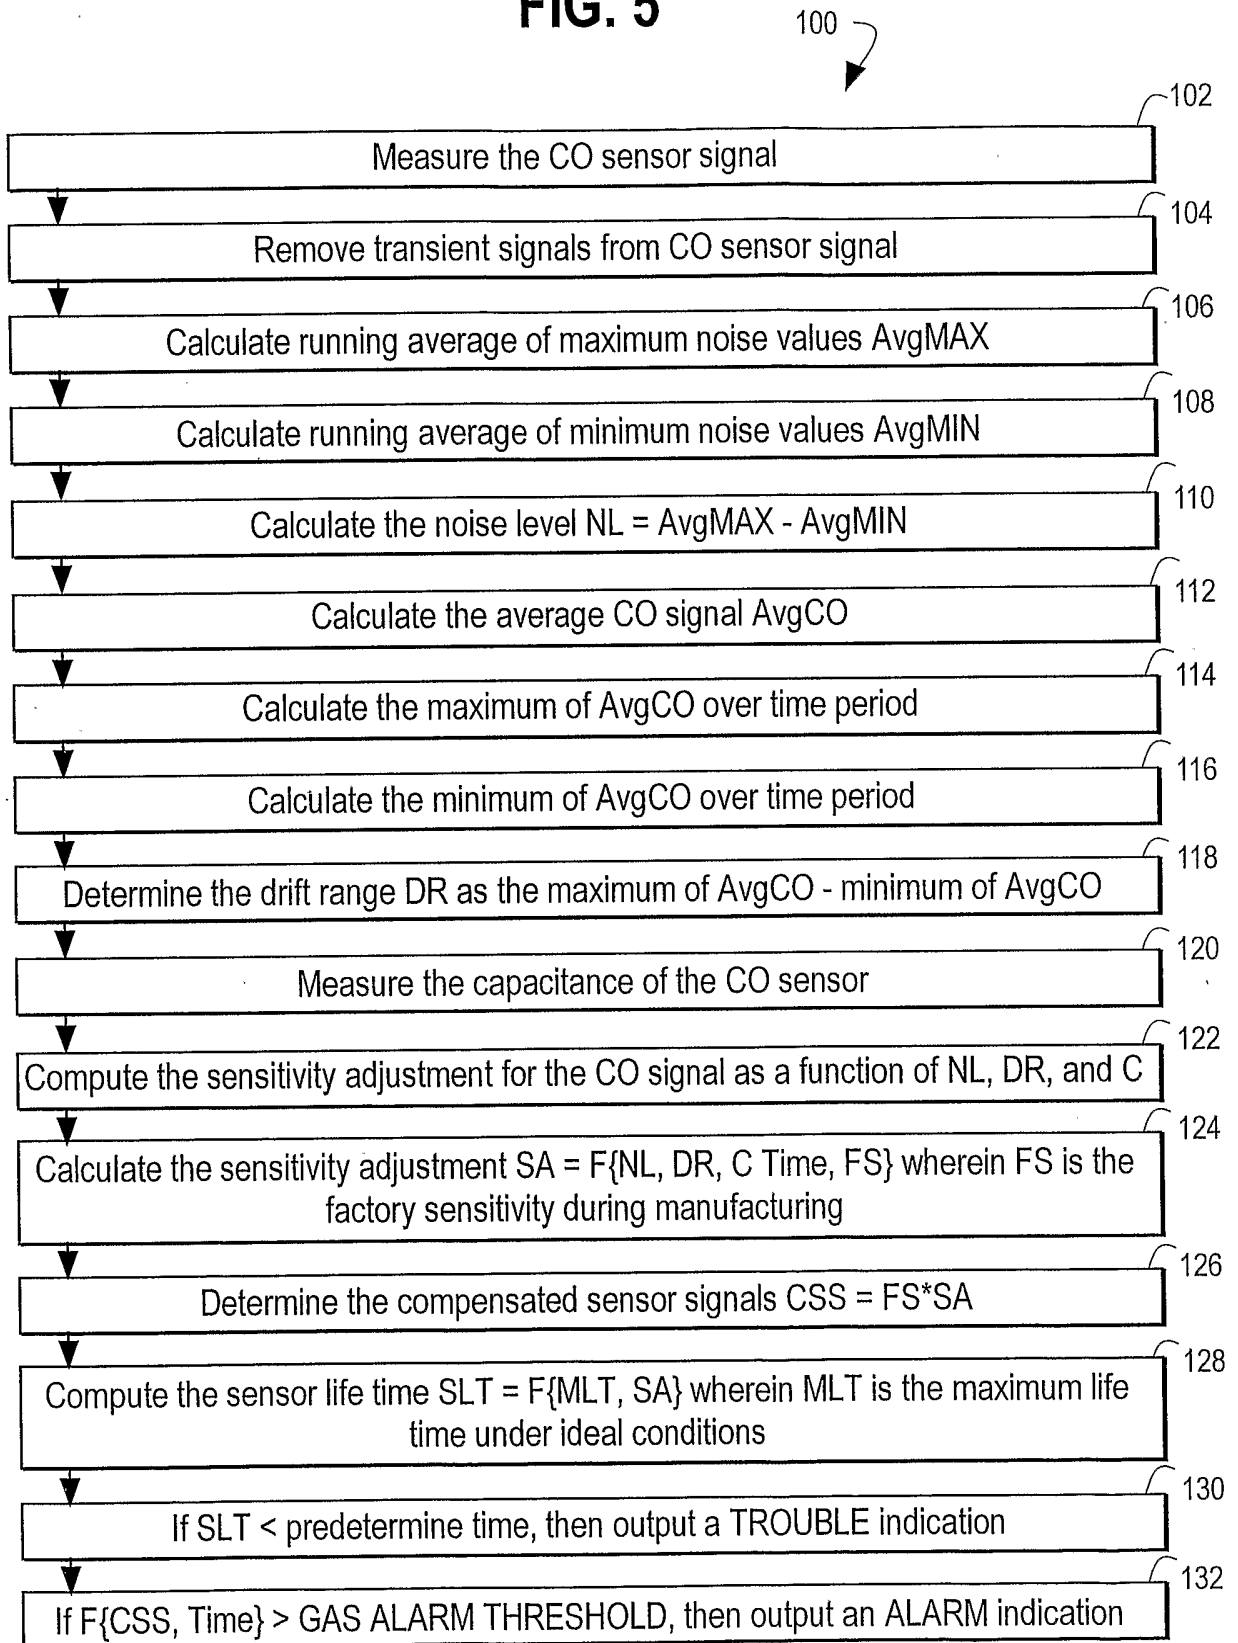 FIG. 5
100
102
Measure the CO sensor signal
104
Remove transient signals from CO sensor signal
106
Calculate running average of maximum noise values AvgMAX
108
Calculate running average of minimum noise values AvgMIN
110
Calculate the noise level NL = AvgMAX - AvgMIN
112
Calculate the average CO signal AvgCO
114
Calculate the maximum of AvgCO over time period
116
Calculate the minimum of AvgCO over time period
118
Determine the drift range DR as the maximum of AvgCO - minimum of AvgCO
120
Measure the capacitance of the CO sensor
122
Compute the sensitivity adjustment for the CO signal as a function of NL, DR, and C
124
Calculate the sensitivity adjustment SA = F{NL, DR, C Time, FS} wherein FS is the
factory sensitivity during manufacturing
126
Determine the compensated sensor signals CSS = FS*SA
128
Compute the sensor life time SLT = F{MLT, SA} wherein MLT is the maximum life
time under ideal conditions
130
If SLT < predetermine time, then output a TROUBLE indication
132
If F{CSS, Time} > GAS ALARM THRESHOLD, then output an ALARM indication